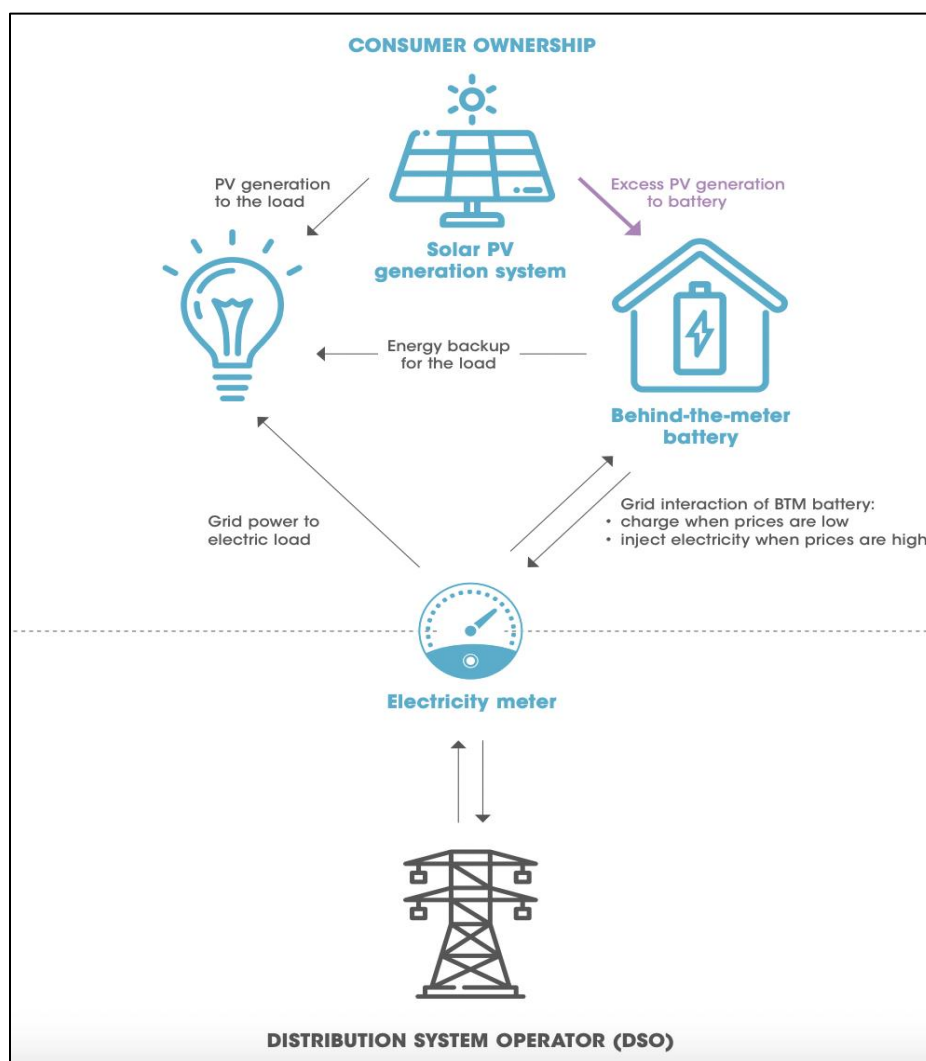 CONSUMER OWNERSHIP
PV generation
to the load
Excess PV generation
to battery
Solar PV
generation system
Energy backup
for the load
Behind-the-meter
battery
Grid power to
electric load
Grid interaction of BTM battery:
• charge when prices are low
• inject electricity when prices are high
Electricity meter
DISTRIBUTION SYSTEM OPERATOR (DSO)